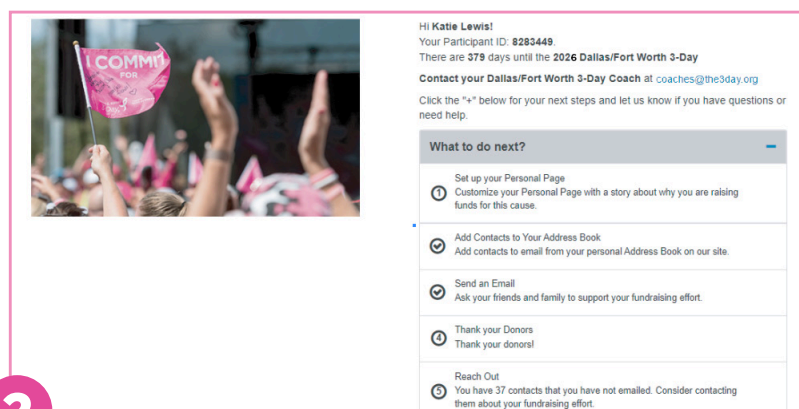 I COMMIT
FOR
Hi Katie Lewis!
Your Participant ID: 8283449.
There are 379 days until the 2026 Dallas/Fort Worth 3-Day
Contact your Dallas/Fort Worth 3-Day Coach at coaches@the3day.org
Click the "+" below for your next steps and let us know if you have questions or
need help.
What to do next?
1
Set up your Personal Page
Customize your Personal Page with a story about why you are raising
funds for this cause.
Add Contacts to Your Address Book
Add contacts to email from your personal Address Book on our site.
Send an Email
Ask your friends and family to support your fundraising effort.
4
Thank your Donors
Thank your donors!
5
Reach Out
You have 37 contacts that you have not emailed. Consider contacting
them about your fundraising effort.